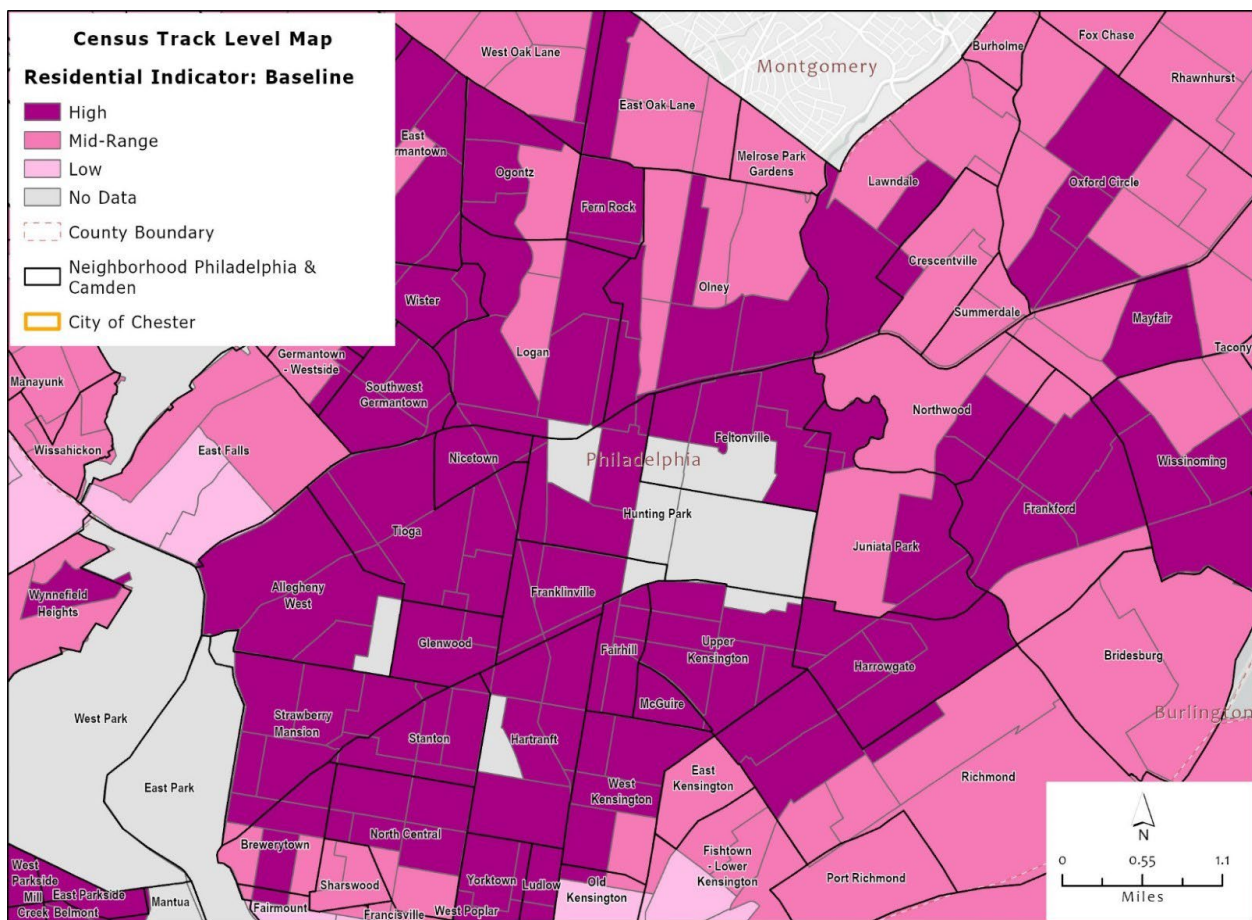 Census Track Level Map
Residential Indicator: Baseline
High
Mid-Range
Low
No Data
County Boundary
Neighborhood Philadelphia &
Camden
City of Chester
West Oak Lane
Montgomery
Burholme
Fox Chase
Rhawnhurst
East Oak Lane
East
rmantown
Ogontz
Melrose Park
Gardens
Lawndale
Oxford Circle
Fern Rock
Crescentville
Olney
Wister
Summerdale
Mayfair
Tacony
Logan
Germantown
- Westside
Manayunk
Southwest
Germantown
Northwood
Wissahickon
East Falls
Nicetown
Philadelphia
Feltonville
Wissinoming
Hunting Park
Frankford
Tioga
Juniata Park
Wynnefield
Heights
Allegheny
West
Franklinville
Glenwood
Fairhill
Upper
Kensington
Harrowgate
Bridesburg
McGuire
Burlington
West Park
Strawberry
Mansion
Stanton
Hartranft
East Park
West
Kensington
East
Kensington
Richmond
North Central
Brewerytown
Fishtown
- Lower
Kensington
Port Richmond
West
Parkside
Mill
Creek
East Parkside
Belmont
Mantua
Sharswood
Fairmount
Francisville
Yorktown
Ludlow
West Poplar
Old
Kensington
N
0
0.55
1.1
Miles